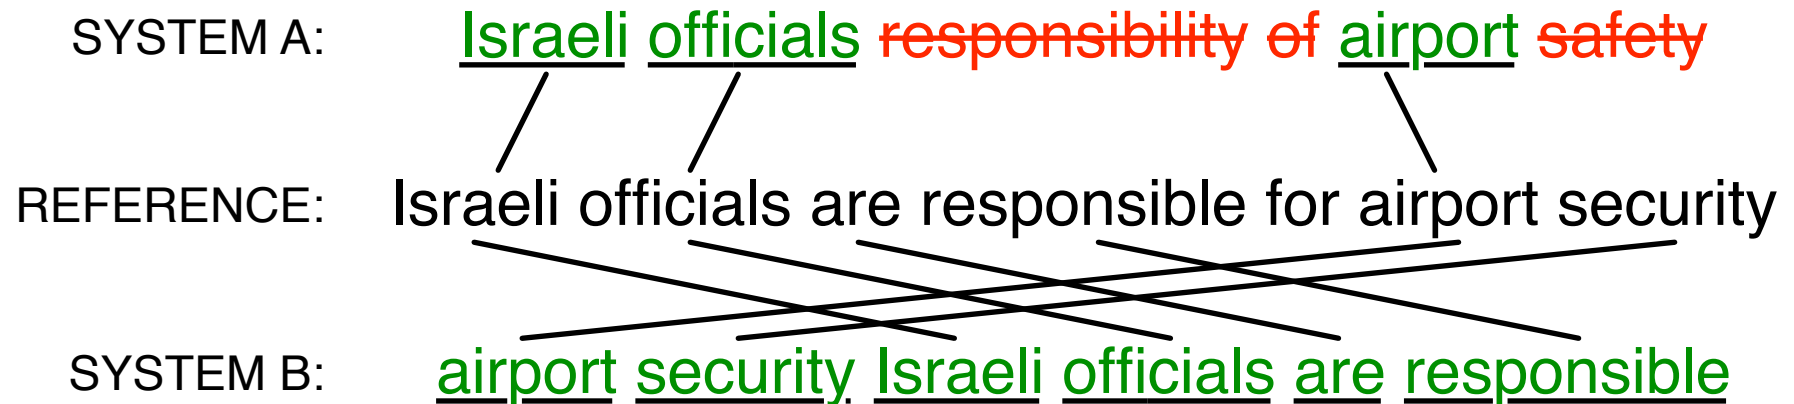 SYSTEM A: Israeli officials responsibility of airport safety
REFERENCE: Israeli officials are responsible for airport security
SYSTEM B: airport security Israeli officials are responsible